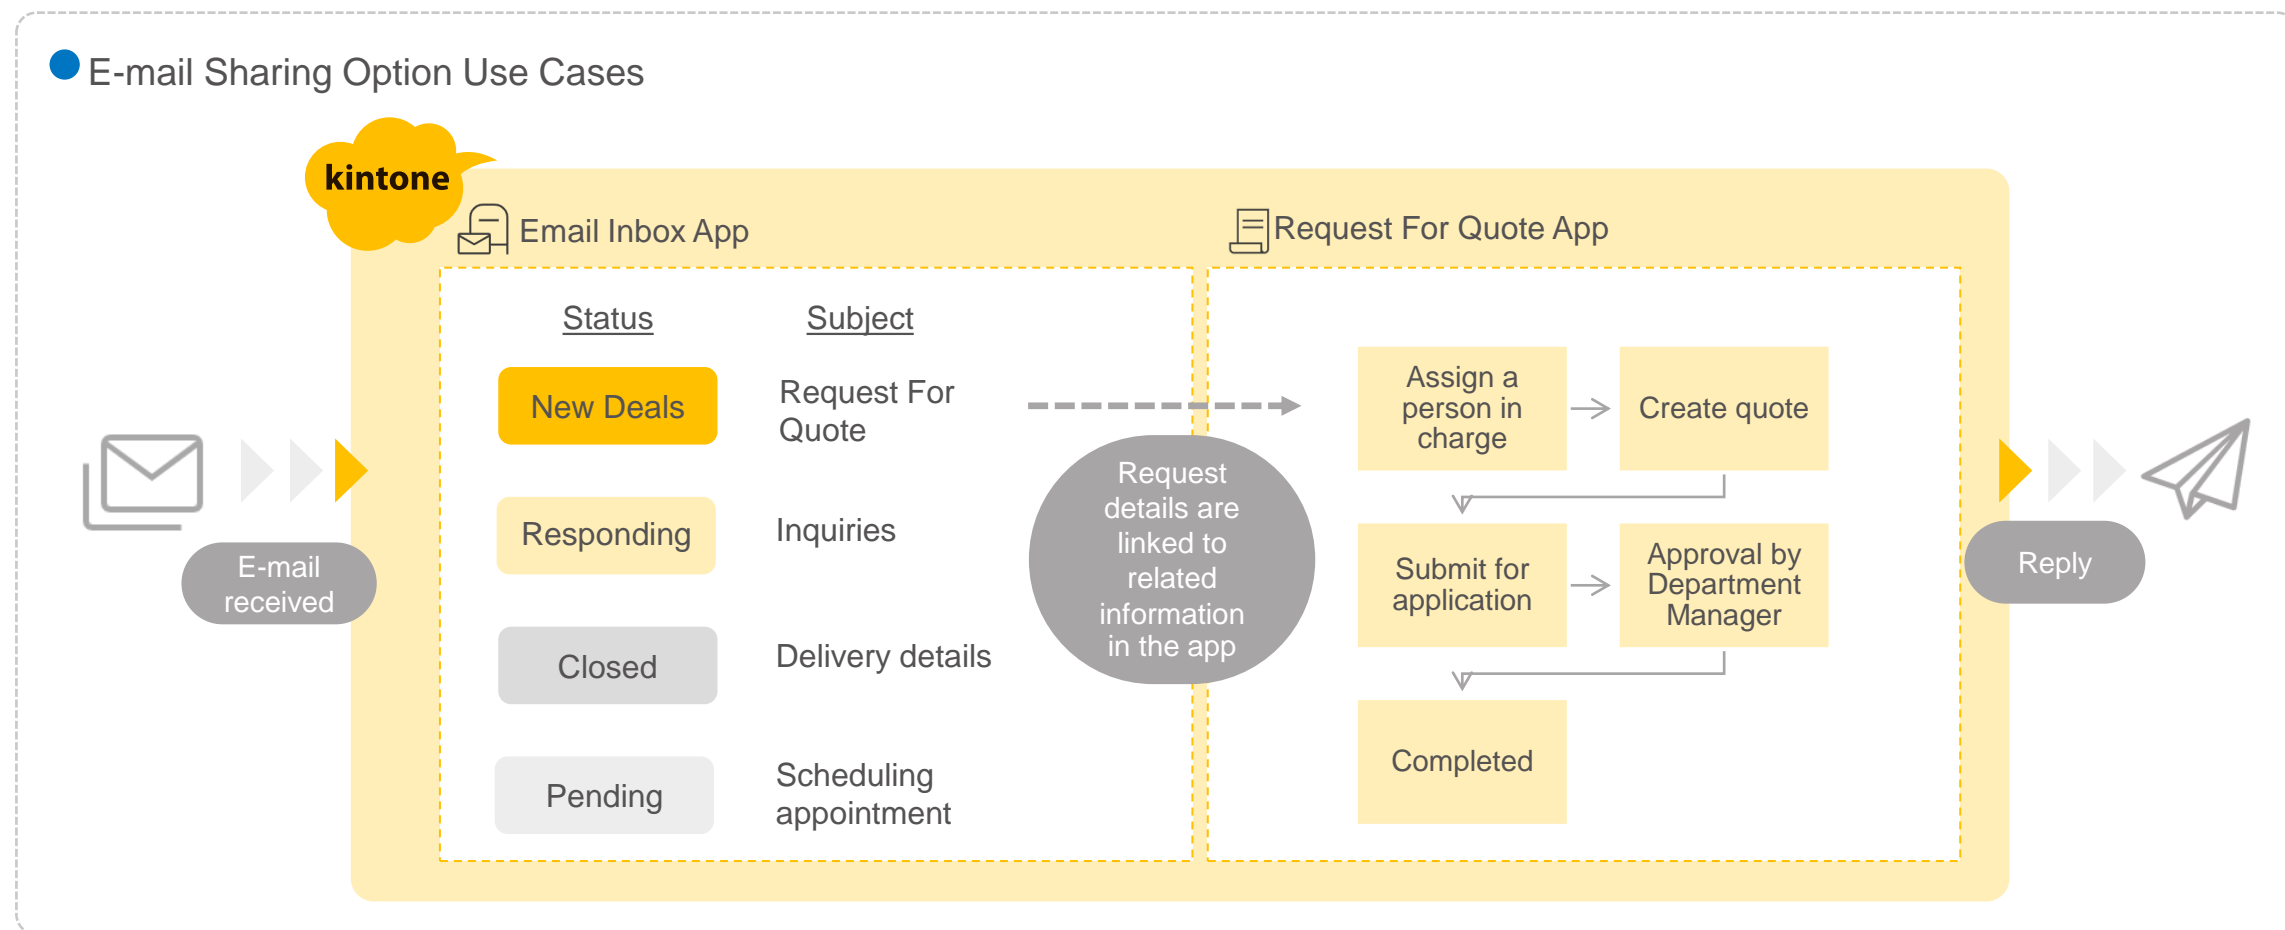 E-mail Sharing Option Use Cases
kintone
Email Inbox App
Request For Quote App
Status
Subject
New Deals
Request For
Quote
Responding
Inquiries
Closed
Delivery details
Pending
Scheduling
appointment
E-mail
received
Request
details are
linked to
related
information
in the app
Assign a
person in
charge
Create quote
Submit for
application
Approval by
Department
Manager
Completed
Reply